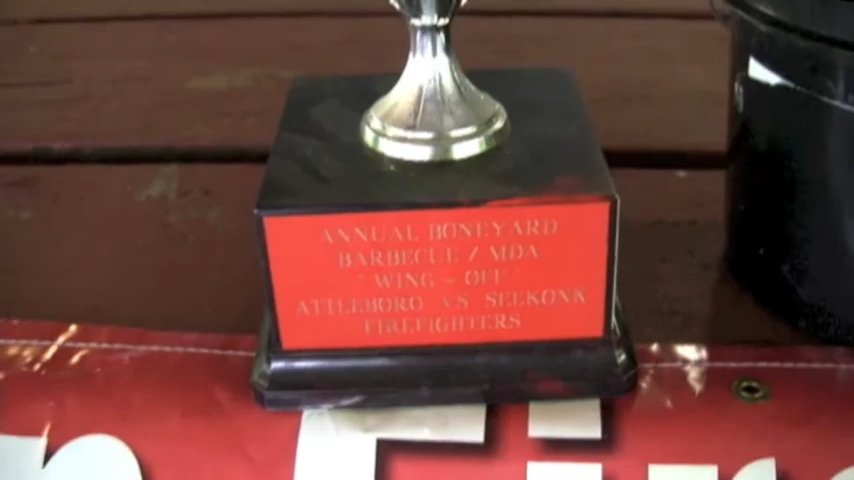 ANNUAL BONEYARD
BARBECUE / MDA
"WING - OFF"
ATTLEBORO VS SEEKONK
FIREFIGHTERS